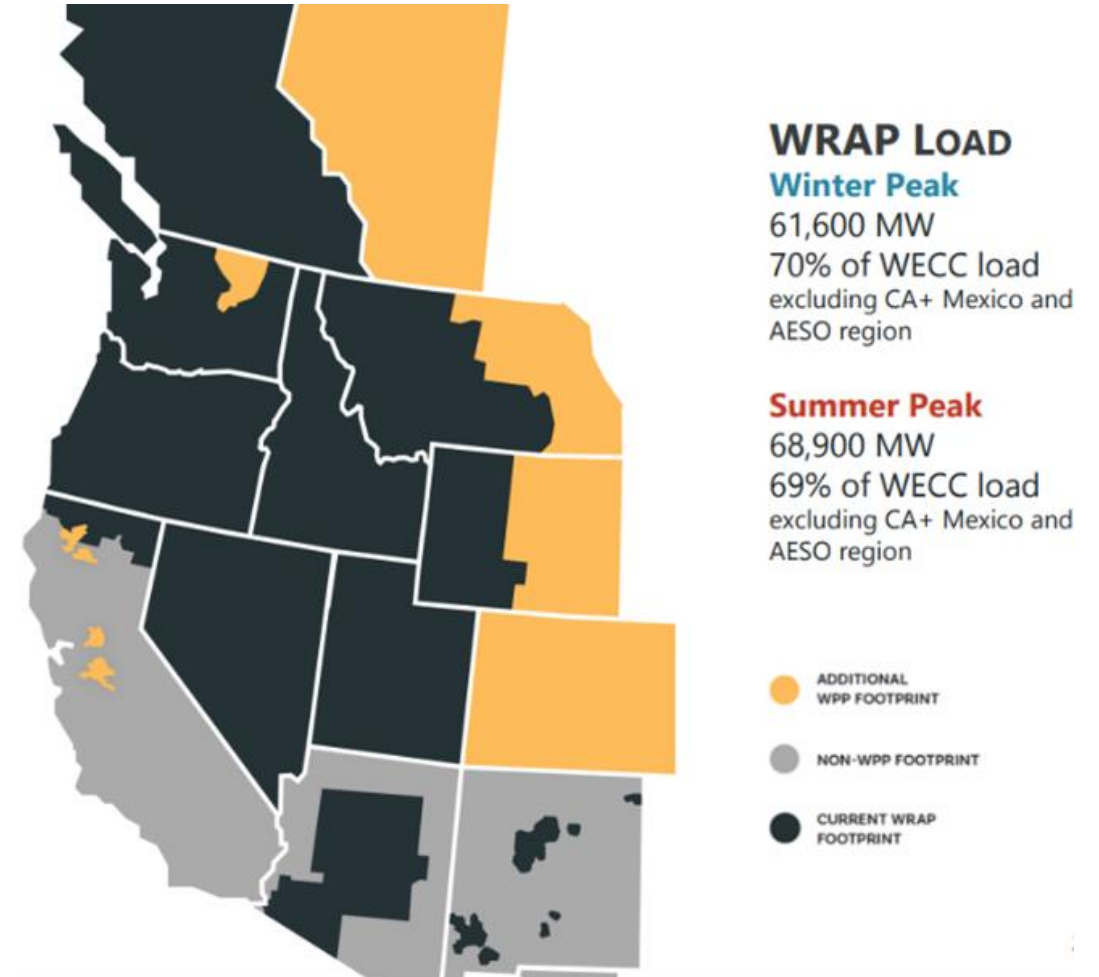 WRAP LOAD
Winter Peak
61,600 MW
70% of WECC load
excluding CA+ Mexico and
AESO region
Summer Peak
68,900 MW
69% of WECC load
excluding CA+ Mexico and
AESO region
ADDITIONAL
WPP FOOTPRINT
NON-WPP FOOTPRINT
CURRENT WRAP
FOOTPRINT